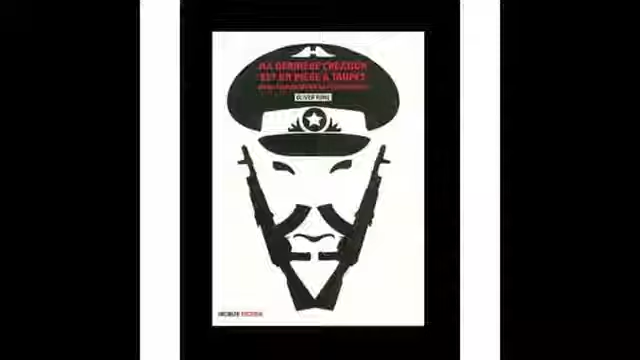 MA DERNIÈRE CRÉATION
EST UN PIÈGE À TAUPES
OLIVER ROHE
INCULTE FICTION